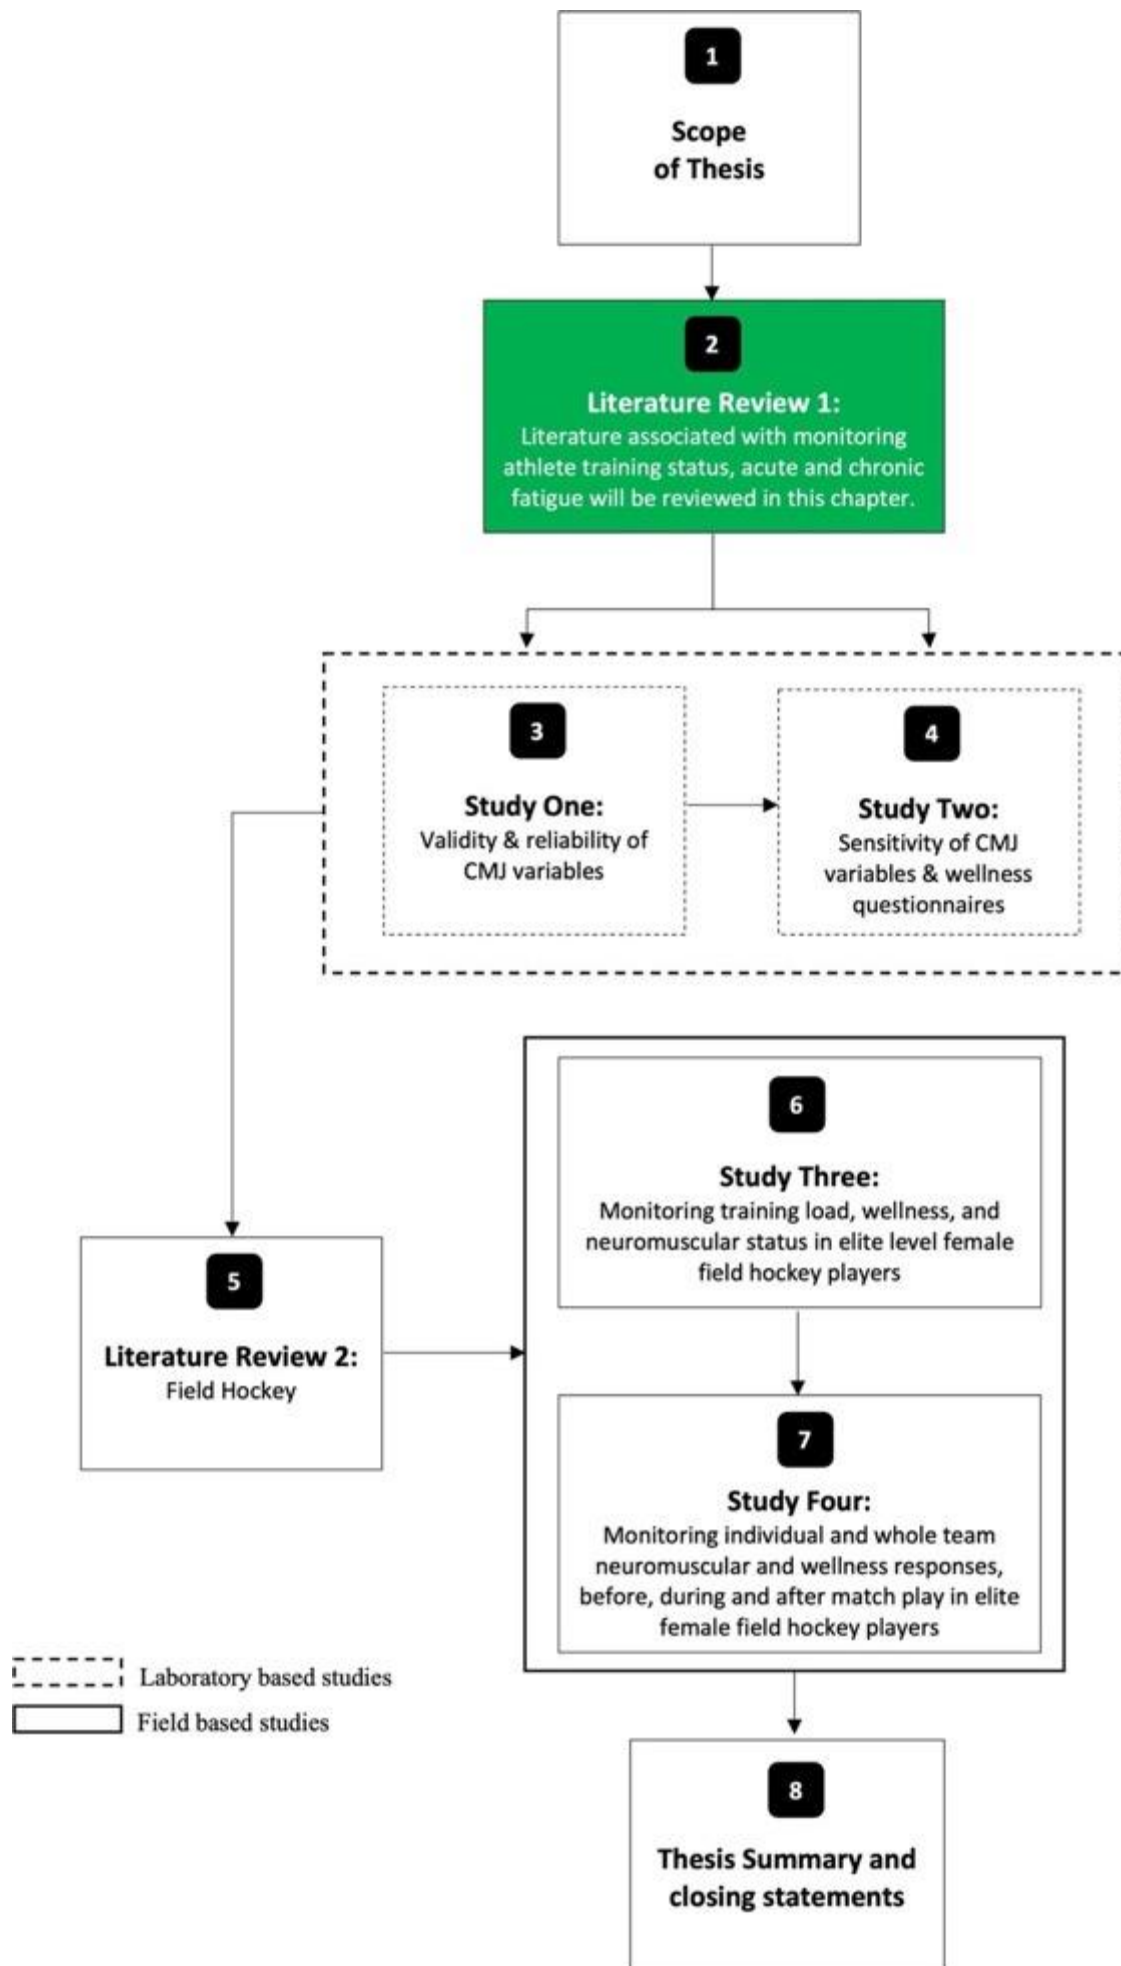 1
Scope
of Thesis
2
Literature Review 1:
Literature associated with monitoring
athlete training status, acute and chronic
fatigue will be reviewed in this chapter.
3
Study One:
Validity & reliability of
CMJ variables
4
Study Two:
Sensitivity of CMJ
variables & wellness
questionnaires
5
Literature Review 2:
Field Hockey
6
Study Three:
Monitoring training load, wellness, and
neuromuscular status in elite level female
field hockey players
7
Study Four:
Monitoring individual and whole team
neuromuscular and wellness responses,
before, during and after match play in elite
female field hockey players
Laboratory based studies
Field based studies
8
Thesis Summary and
closing statements